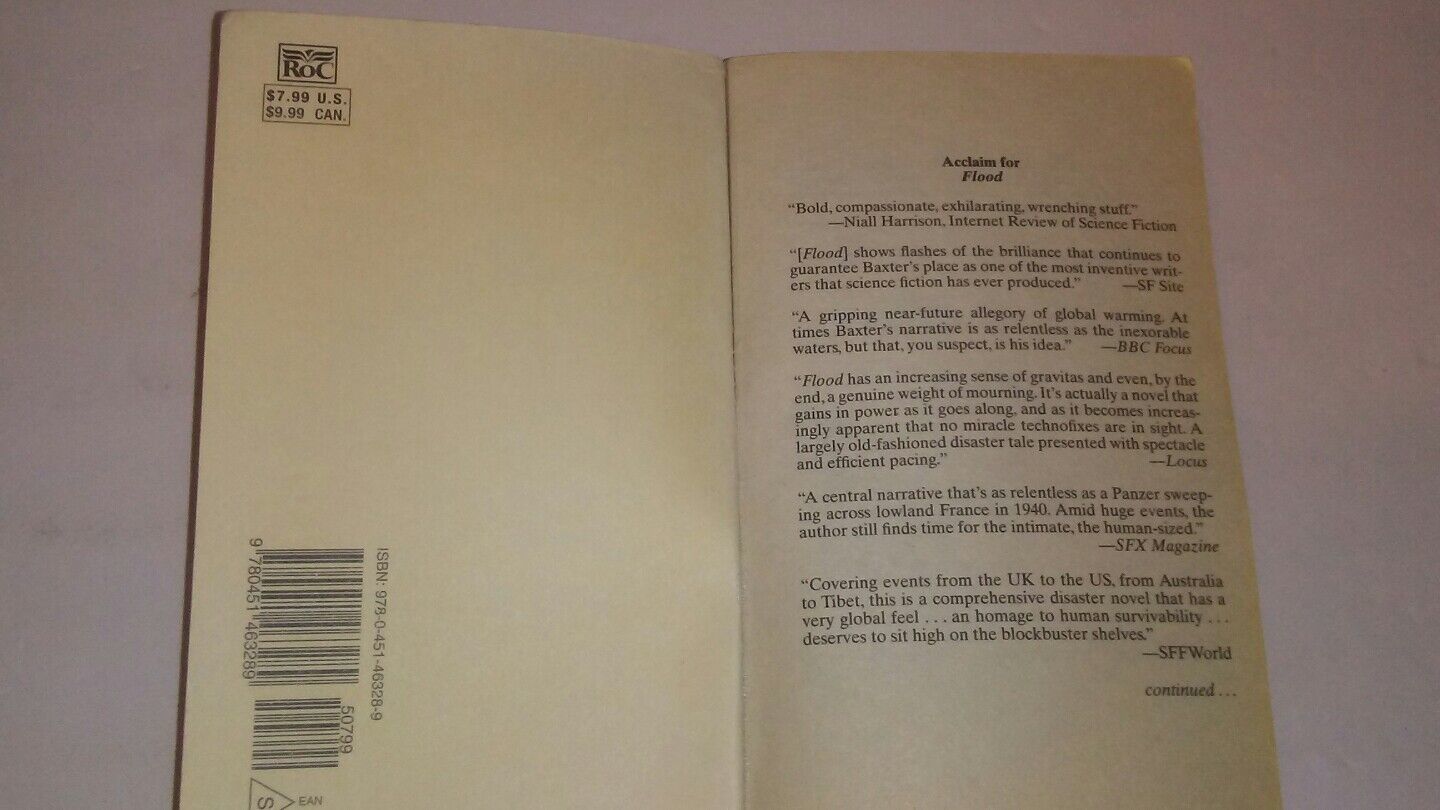 RoC
$7.99 U.S.
$9.99 CAN.
ISBN: 978-0-451-46328-9
9 780451 463289
50799
S
EAN
Acclaim for
Flood
“Bold, compassionate, exhilarating, wrenching stuff.”
—Niall Harrison, Internet Review of Science Fiction
“[Flood] shows flashes of the brilliance that continues to
guarantee Baxter’s place as one of the most inventive writ-
ers that science fiction has ever produced.” —SF Site
“A gripping near-future allegory of global warming. At
times Baxter’s narrative is as relentless as the inexorable
waters, but that, you suspect, is his idea.” —BBC Focus
“Flood has an increasing sense of gravitas and even, by the
end, a genuine weight of mourning. It’s actually a novel that
gains in power as it goes along, and as it becomes increas-
ingly apparent that no miracle technofixes are in sight. A
largely old-fashioned disaster tale presented with spectacle
and efficient pacing.” —Locus
“A central narrative that’s as relentless as a Panzer sweep-
ing across lowland France in 1940. Amid huge events, the
author still finds time for the intimate, the human-sized.”
—SFX Magazine
“Covering events from the UK to the US, from Australia
to Tibet, this is a comprehensive disaster novel that has a
very global feel . . . an homage to human survivability . . .
deserves to sit high on the blockbuster shelves.”
—SFFWorld
continued . . .